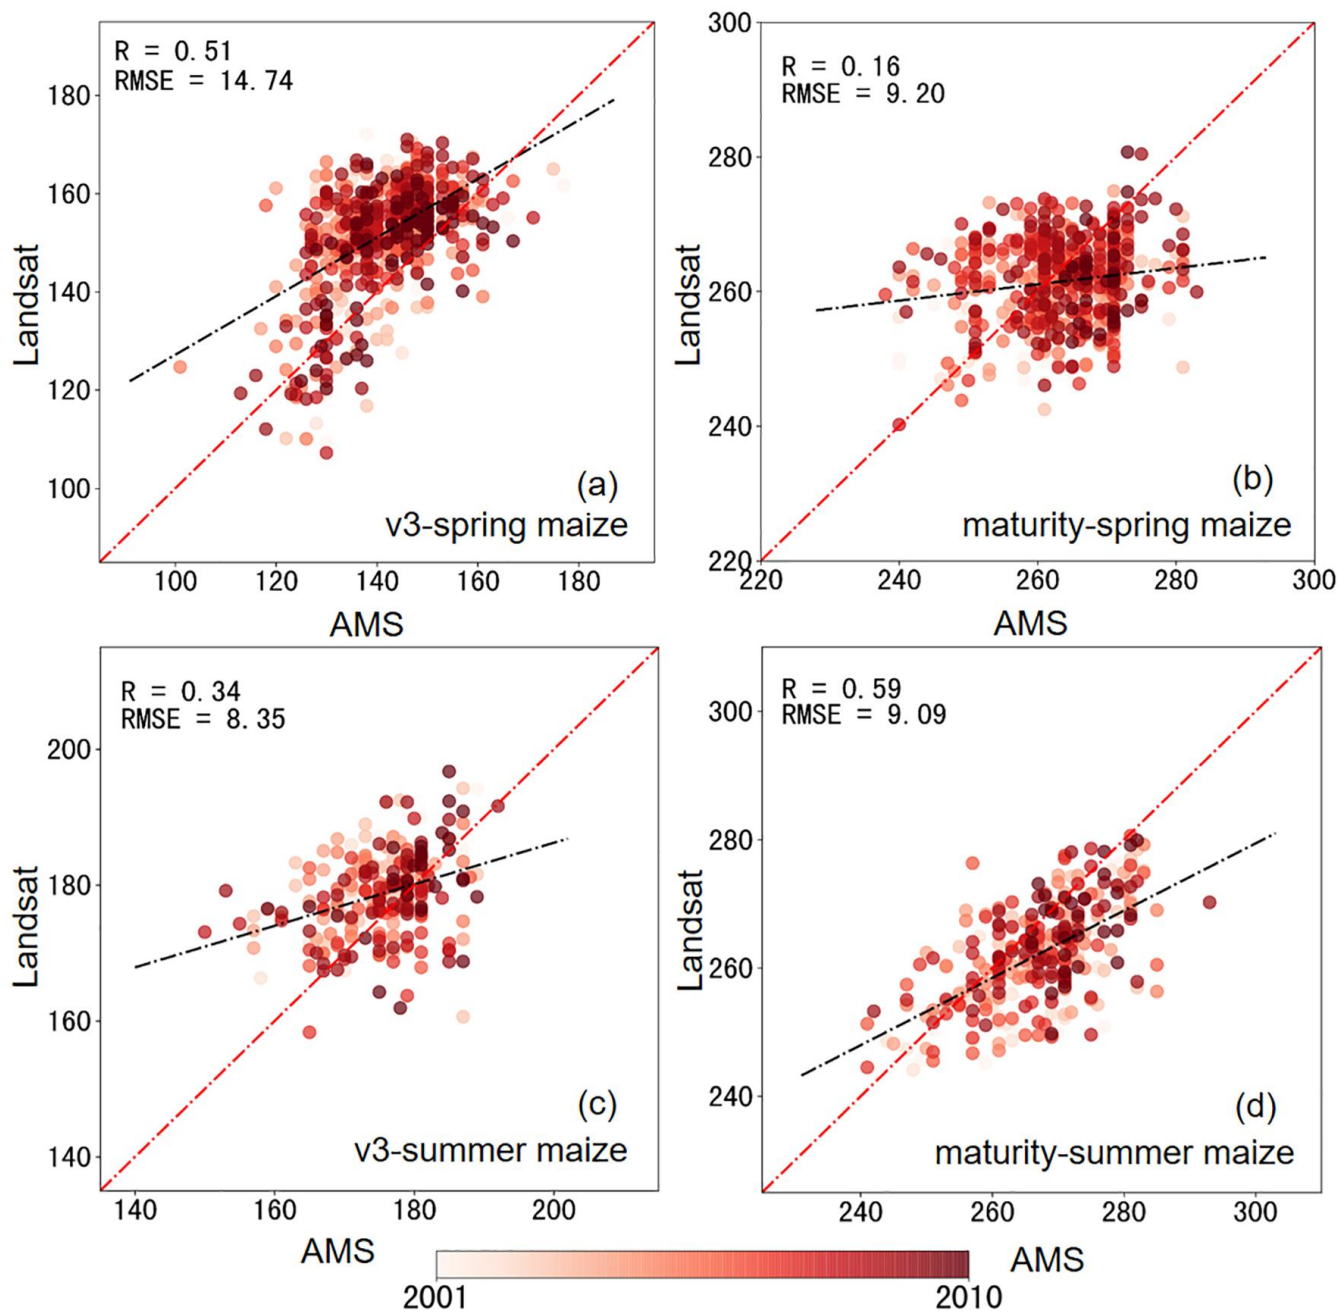 R = 0.51
RMSE = 14.74
180
160
140
120
100
Landsat
(a)
v3-spring maize
100 120 140 160 180
AMS
R = 0.16
RMSE = 9.20
300
280
260
240
220
Landsat
(b)
maturity-spring maize
220 240 260 280 300
AMS
R = 0.34
RMSE = 8.35
200
180
160
140
Landsat
(c)
v3-summer maize
140 160 180 200
AMS
R = 0.59
RMSE = 9.09
300
280
260
240
Landsat
(d)
maturity-summer maize
240 260 280 300
AMS
2001 2010